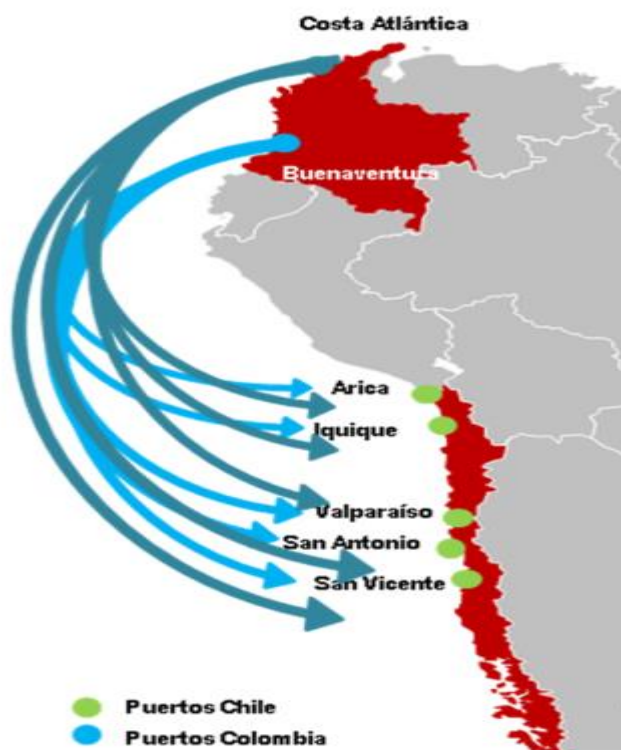 Costa Atlántica
Buenaventura
Arica
Iquique
Valparaíso
San Antonio
San Vicente
Puertos Chile
Puertos Colombia